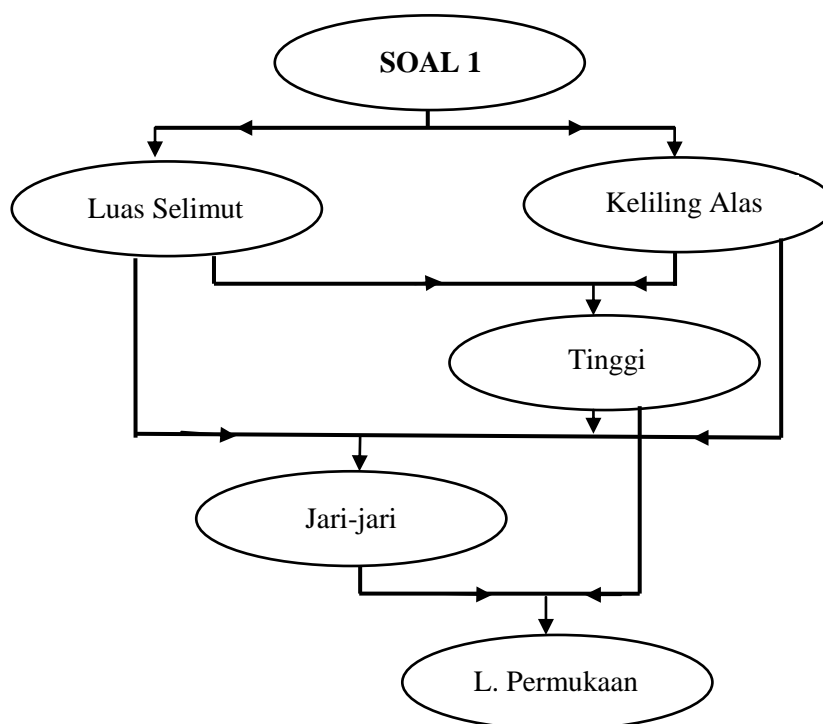 SOAL 1
Luas Selimut
Keliling Alas
Tinggi
Jari-jari
L. Permukaan